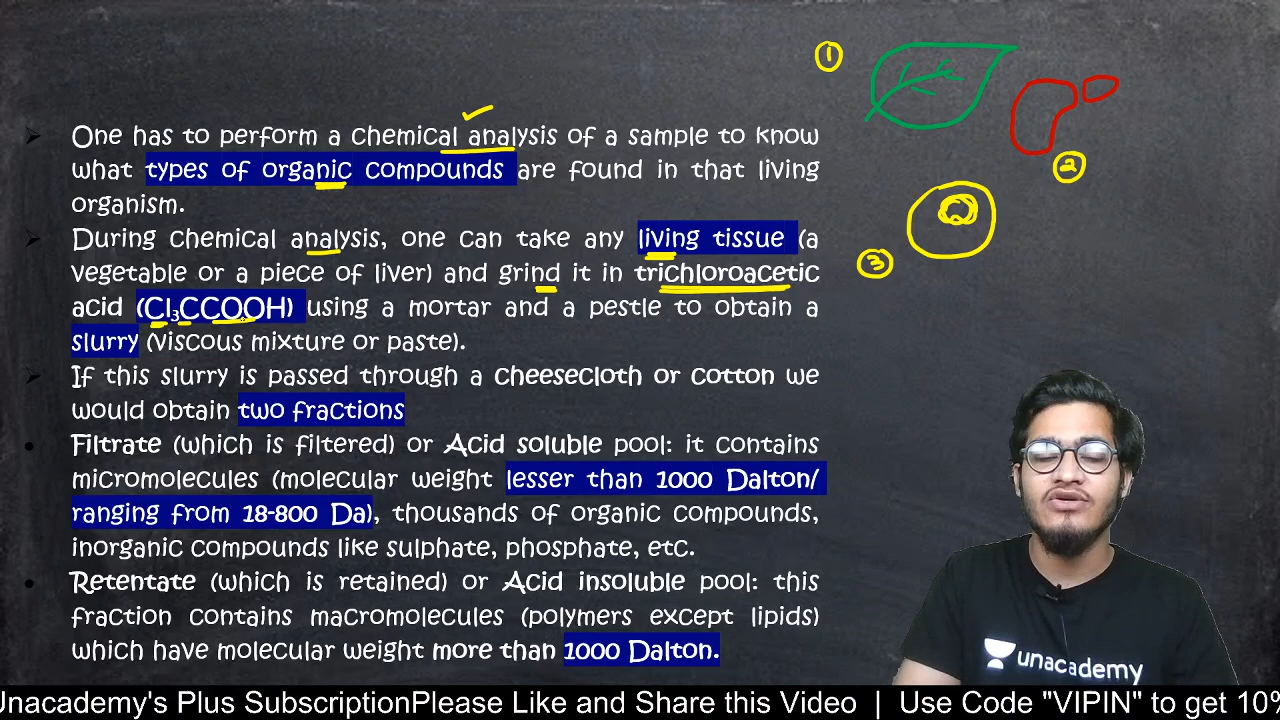 ①
②
③
➤ One has to perform a chemical analysis of a sample to know
what types of organic compounds are found in that living
organism.
➤ During chemical analysis, one can take any living tissue (a
vegetable or a piece of liver) and grind it in trichloroacetic
acid (Cl₃CCOOH) using a mortar and a pestle to obtain a
slurry (viscous mixture or paste).
➤ If this slurry is passed through a cheesecloth or cotton we
would obtain two fractions
• Filtrate (which is filtered) or Acid soluble pool: it contains
micromolecules (molecular weight lesser than 1000 Dalton/
ranging from 18-800 Da), thousands of organic compounds,
inorganic compounds like sulphate, phosphate, etc.
• Retentate (which is retained) or Acid insoluble pool: this
fraction contains macromolecules (polymers except lipids)
which have molecular weight more than 1000 Dalton.
unacademy
Unacademy's Plus SubscriptionPlease Like and Share this Video | Use Code "VIPIN" to get 10%